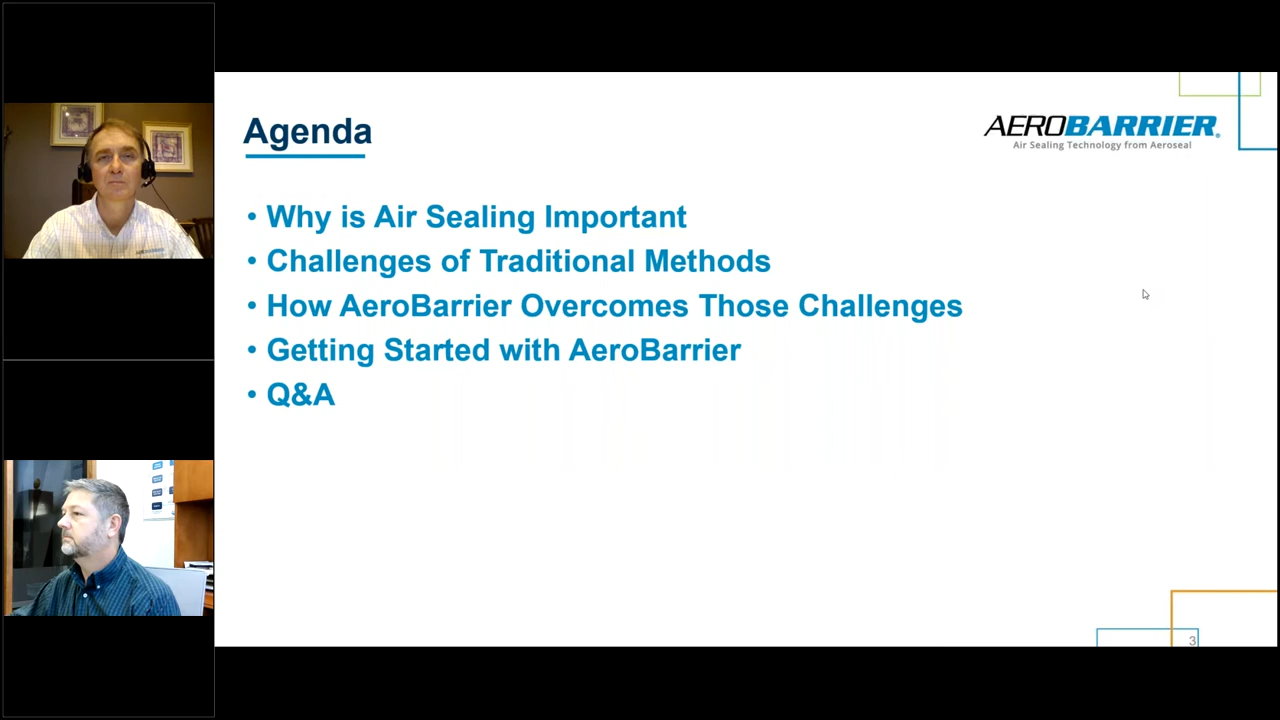 Agenda
AEROBARRIER®
Air Sealing Technology from Aeroseal
• Why is Air Sealing Important
• Challenges of Traditional Methods
• How AeroBarrier Overcomes Those Challenges
• Getting Started with AeroBarrier
• Q&A
3